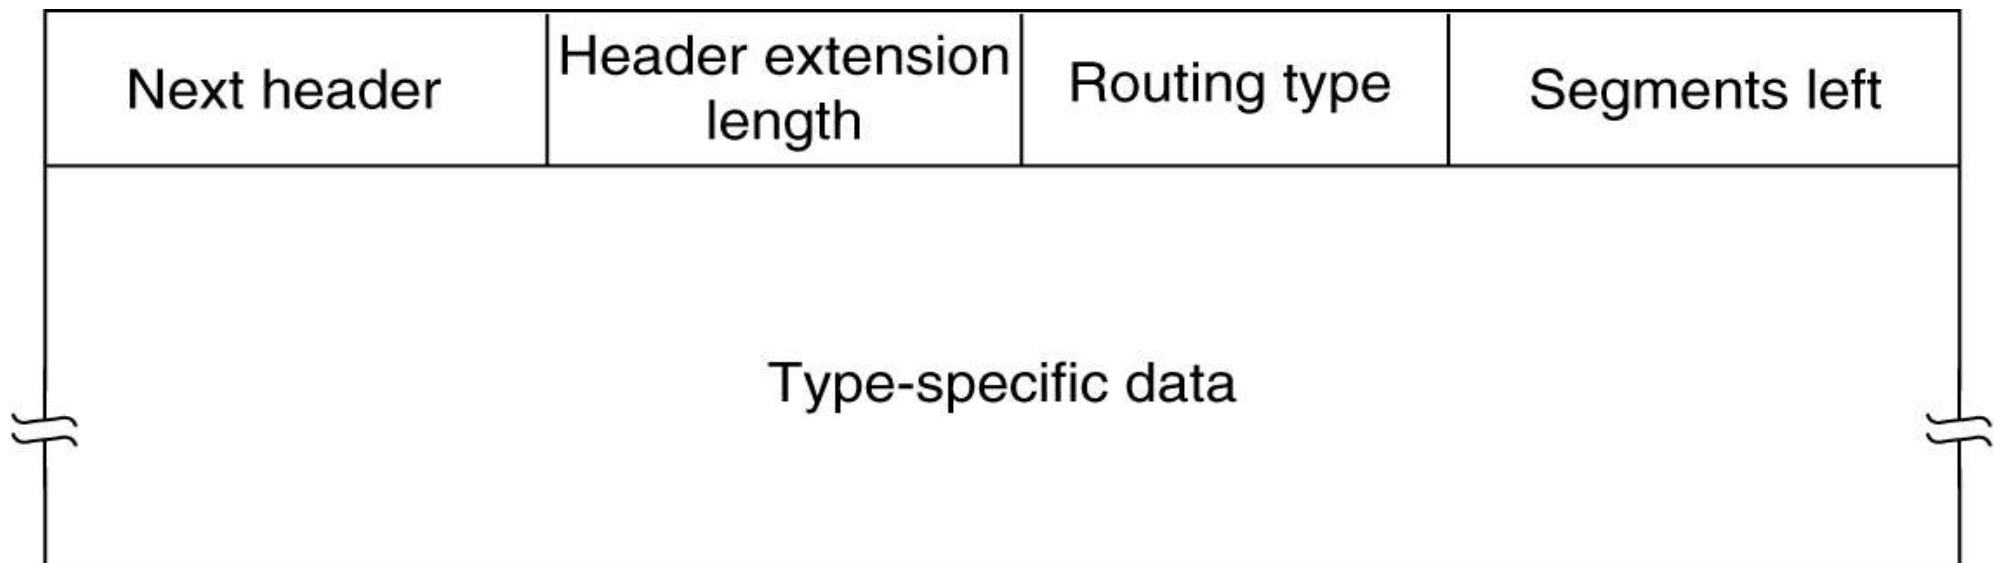 Next header
Header extension
length
Routing type
Segments left
Type-specific data